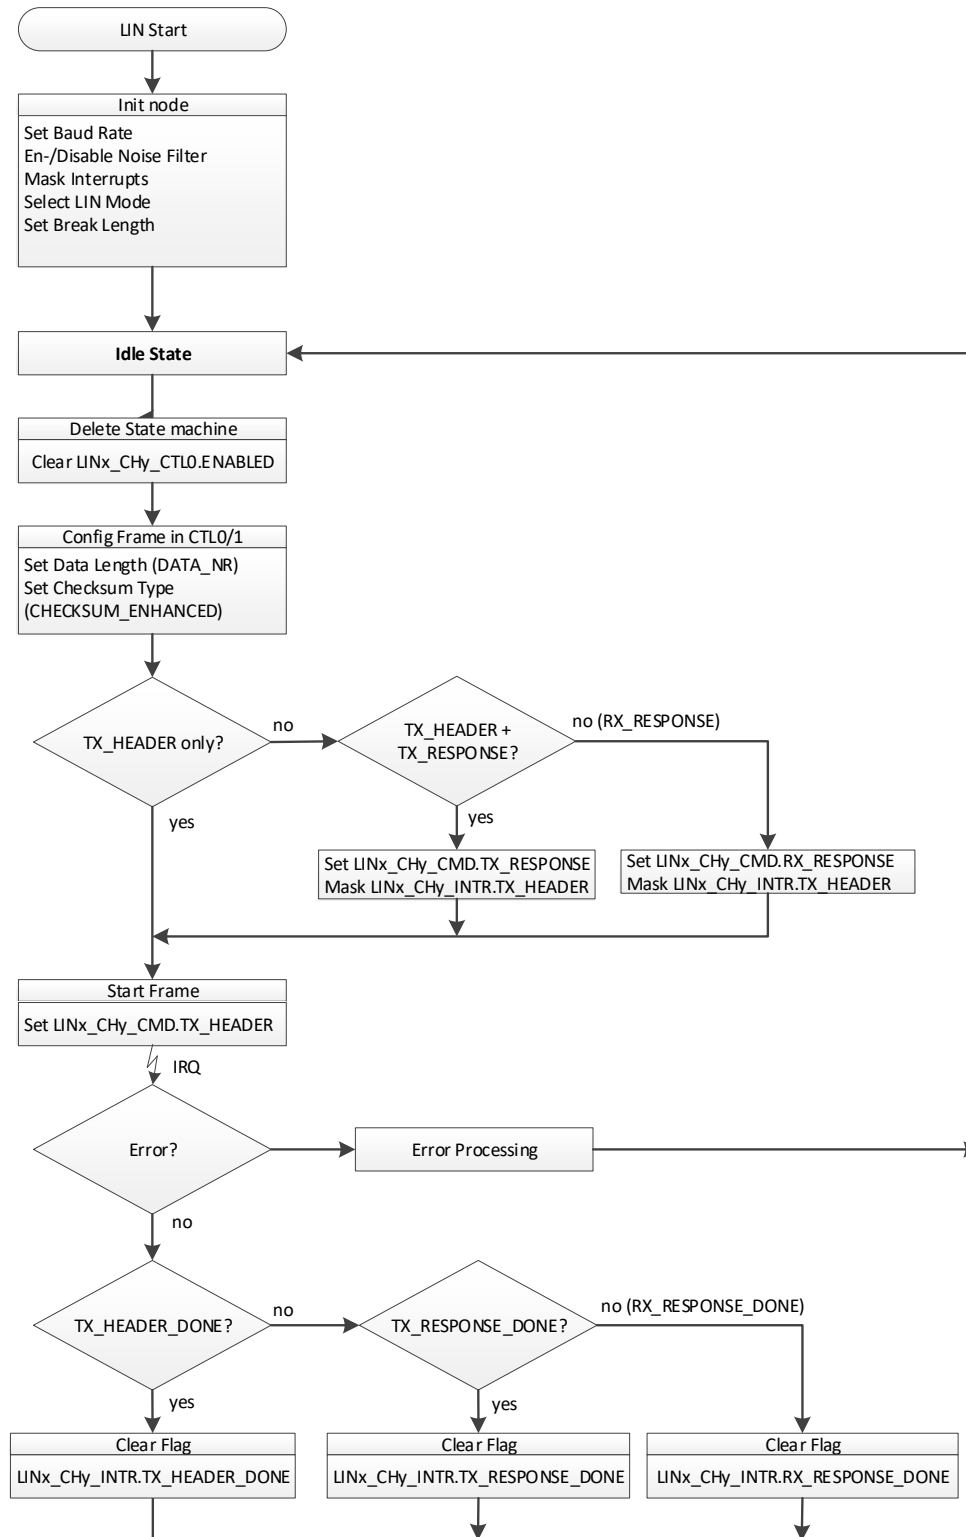 LIN Start
Init node
Set Baud Rate
En-/Disable Noise Filter
Mask Interrupts
Select LIN Mode
Set Break Length
Idle State
Delete State machine
Clear LINx_CHy_CTL0.ENABLED
Config Frame in CTL0/1
Set Data Length (DATA_NR)
Set Checksum Type
(CHECKSUM_ENHANCED)
TX_HEADER only?
no
TX_HEADER +
TX_RESPONSE?
no (RX_RESPONSE)
yes
yes
Set LINx_CHy_CMD.TX_RESPONSE
Mask LINx_CHy_INTR.TX_HEADER
Set LINx_CHy_CMD.RX_RESPONSE
Mask LINx_CHy_INTR.TX_HEADER
Start Frame
Set LINx_CHy_CMD.TX_HEADER
IRQ
Error?
Error Processing
no
TX_HEADER_DONE?
no
TX_RESPONSE_DONE?
no (RX_RESPONSE_DONE)
yes
yes
Clear Flag
LINx_CHy_INTR.TX_HEADER_DONE
Clear Flag
LINx_CHy_INTR.TX_RESPONSE_DONE
Clear Flag
LINx_CHy_INTR.RX_RESPONSE_DONE